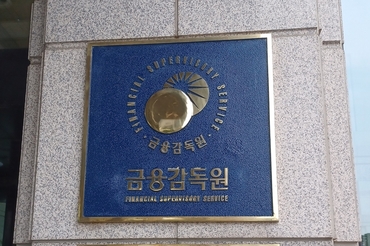 · FINANCIAL SUPERVISORY SERVICE ·
금융감독원
금융감독원
FINANCIAL SUPERVISORY SERVICE